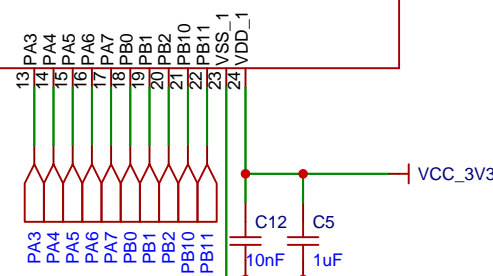 PA3
PA4
PA5
PA6
PA7
PB0
PB1
PB2
PB10
PB11
VSS_1
VDD_1
13
14
15
16
17
18
19
20
21
22
23
24
VCC_3V3
PA3
PA4
PA5
PA6
PA7
PB0
PB1
PB2
PB10
PB11
C12
10nF
C5
1uF